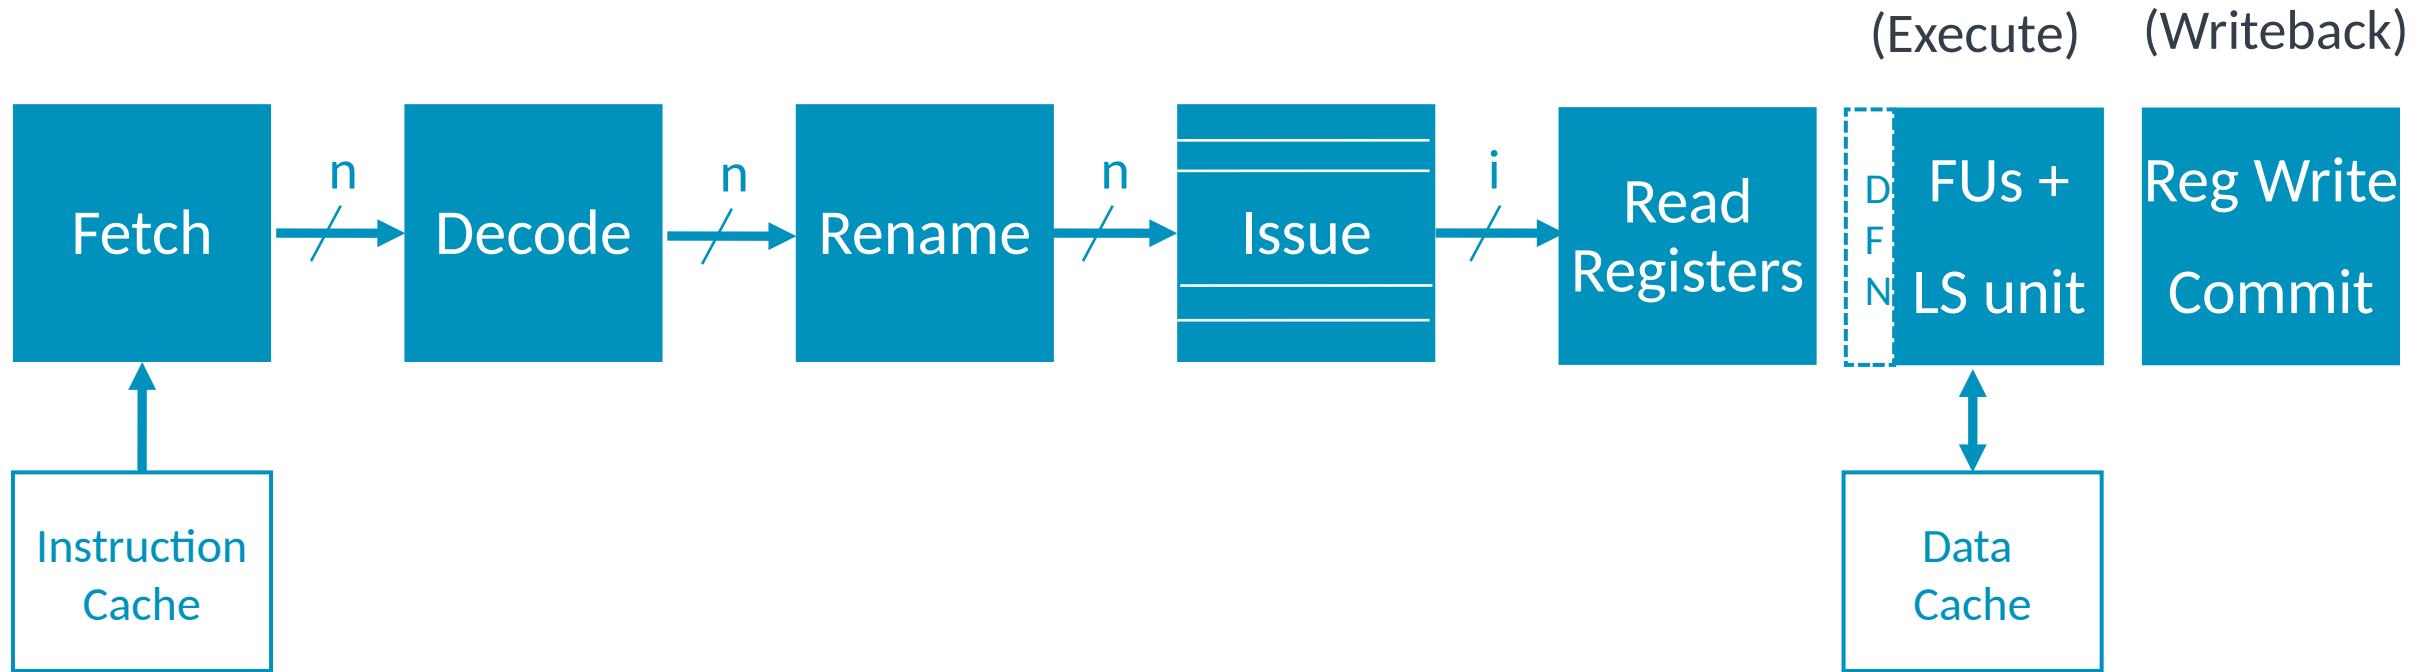 (Execute)
(Writeback)
Fetch
n
Decode
n
Rename
n
Issue
i
Read
Registers
D
F
N
FUs +
LS unit
Reg Write
Commit
Instruction
Cache
Data
Cache